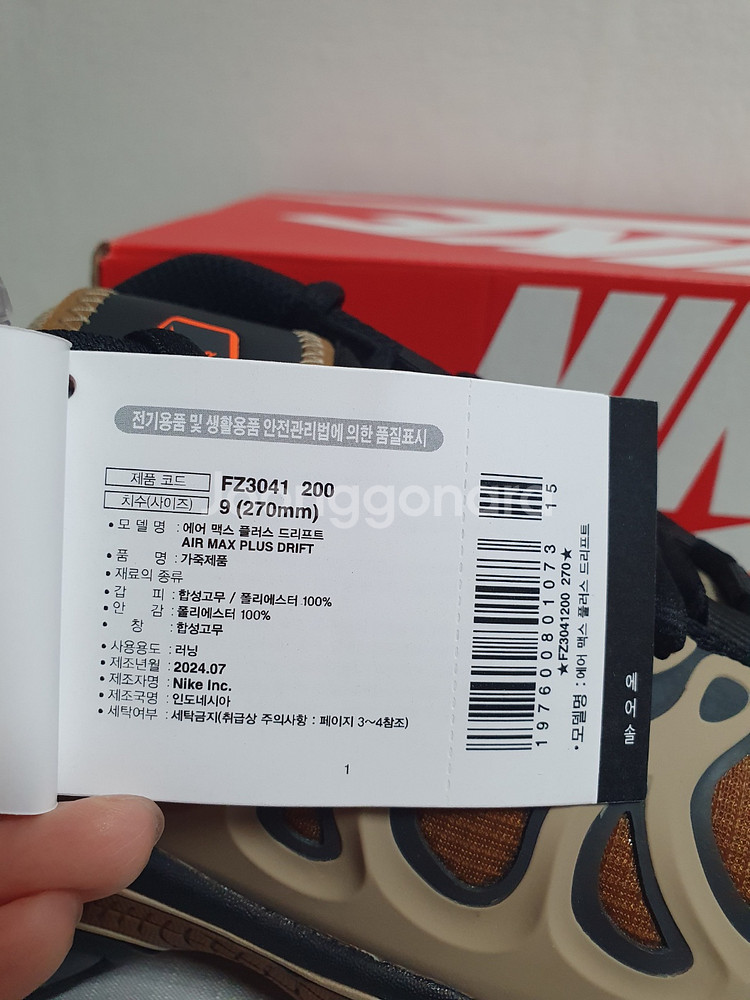 전기용품 및 생활용품 안전관리법에 의한 품질표시
제품 코드 FZ3041 200
치수(사이즈) 9 (270mm)
• 모 델 명 : 에어 맥스 플러스 드리프트
AIR MAX PLUS DRIFT
• 품 명 : 가죽제품
• 재료의 종류
• 갑 피 : 합성고무 / 폴리에스터 100%
• 안 감 : 폴리에스터 100%
• 창 : 합성고무
• 사용용도 : 러닝
• 제조년월 : 2024.07
• 제조자명 : Nike Inc.
• 제조국명 : 인도네시아
• 세탁여부 : 세탁금지(취급상 주의사항 : 페이지 3~4참조)
1
15
197600801073
★FZ3041200 270★
• 모델명 : 에어 맥스 플러스 드리프트
에어솔
Joonggonara